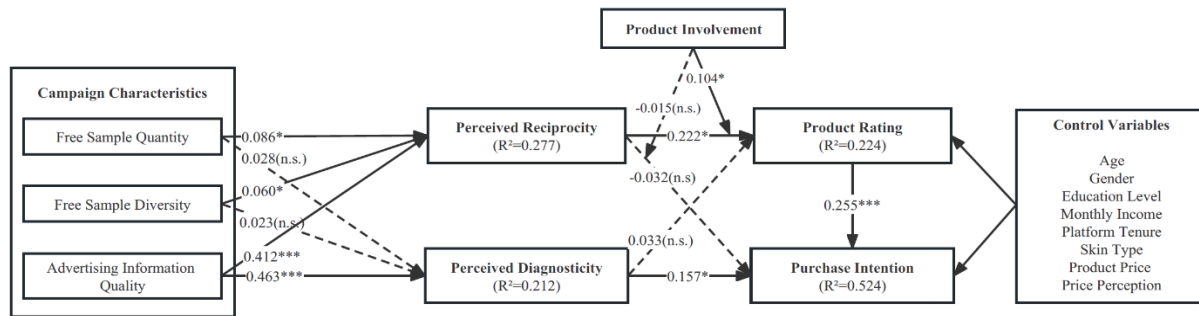 Product Involvement
Campaign Characteristics
Free Sample Quantity
Free Sample Diversity
Advertising Information
Quality
0.086*
0.028(n.s.)
0.060*
0.023(n.s.)
0.412***
0.463***
Perceived Reciprocity
(R²=0.277)
Perceived Diagnosticity
(R²=0.212)
0.104*
-0.015(n.s.)
0.222*
-0.032(n.s)
0.033(n.s.)
0.157*
Product Rating
(R²=0.224)
0.255***
Purchase Intention
(R²=0.524)
Control Variables
Age
Gender
Education Level
Monthly Income
Platform Tenure
Skin Type
Product Price
Price Perception